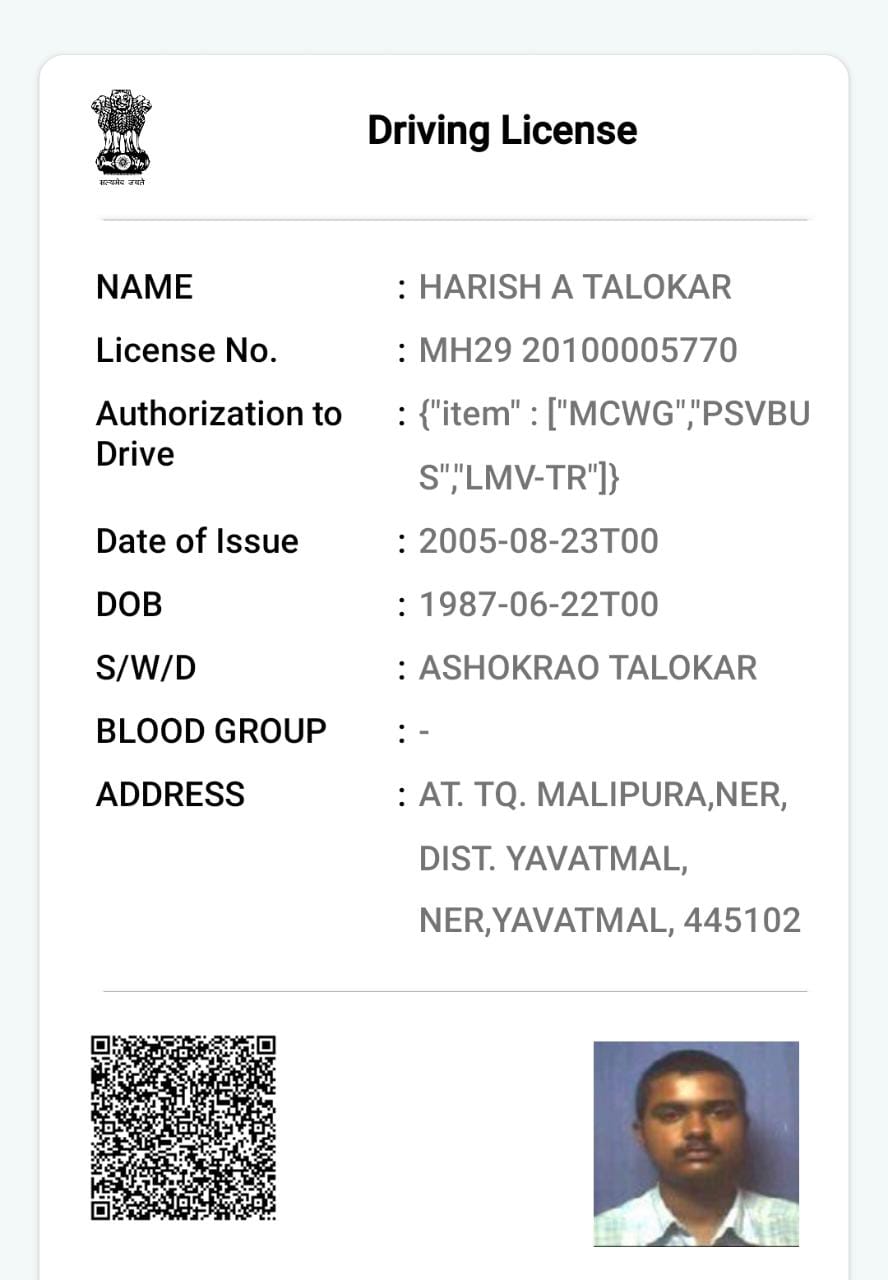 सत्यमेव जयते
Driving License
NAME : HARISH A TALOKAR
License No. : MH29 20100005770
Authorization to : {"item" : ["MCWG","PSVBU
Drive
S","LMV-TR"]}
Date of Issue : 2005-08-23T00
DOB : 1987-06-22T00
S/W/D : ASHOKRAO TALOKAR
BLOOD GROUP : -
ADDRESS : AT. TQ. MALIPURA,NER,
DIST. YAVATMAL,
NER,YAVATMAL, 445102